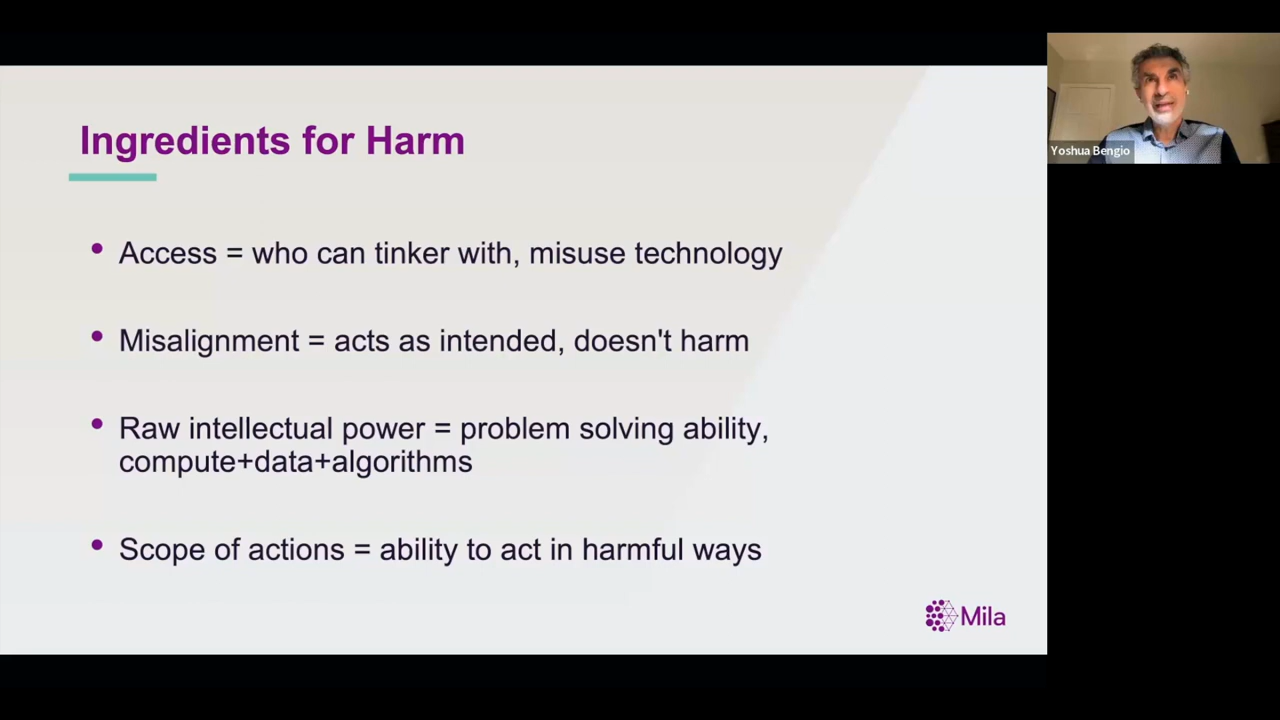 Ingredients for Harm
• Access = who can tinker with, misuse technology
• Misalignment = acts as intended, doesn't harm
• Raw intellectual power = problem solving ability,
compute+data+algorithms
• Scope of actions = ability to act in harmful ways
Mila
Yoshua Bengio